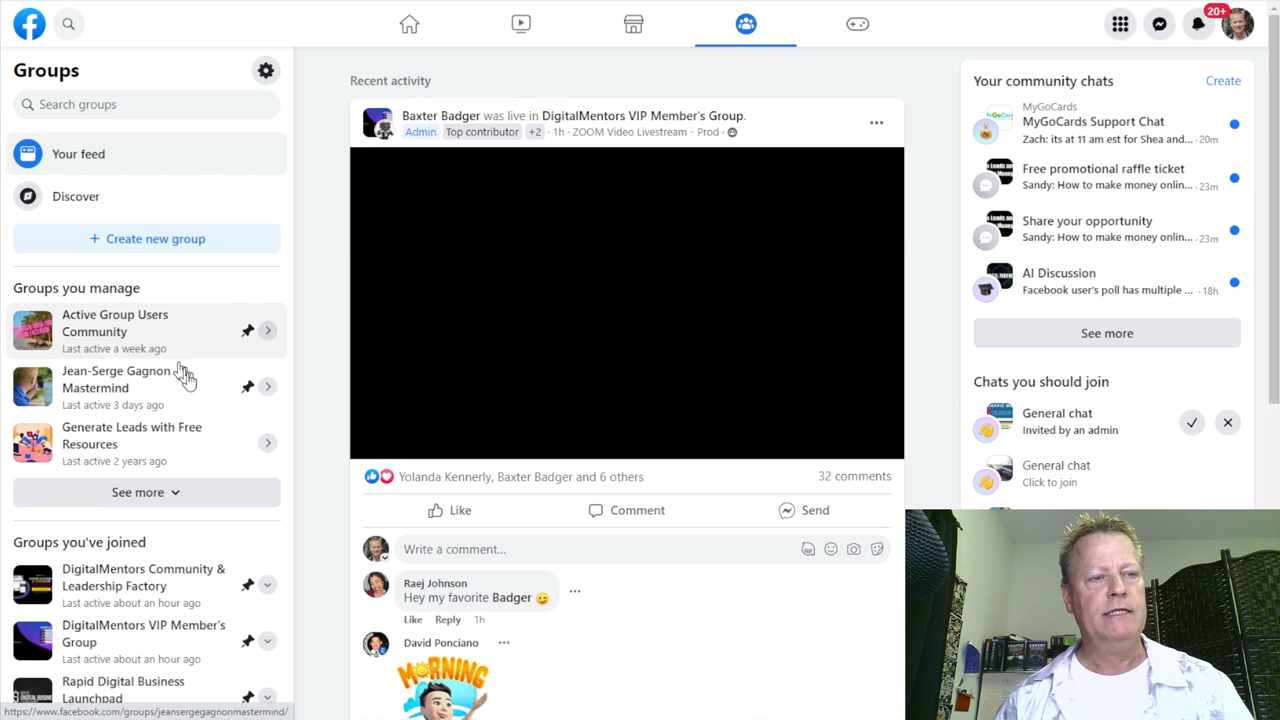 20+
Groups
Search groups
Your feed
Discover
+ Create new group
Groups you manage
Active Group Users
Community
Last active a week ago
Jean-Serge Gagnon
Mastermind
Last active 3 days ago
Generate Leads with Free
Resources
Last active 2 years ago
See more
Groups you've joined
DigitalMentors Community &
Leadership Factory
Last active about an hour ago
DigitalMentors VIP Member's
Group
Last active about an hour ago
Rapid Digital Business
Launchpad
https://www.facebook.com/groups/jeansergegagnonmastermind/
Recent activity
Baxter Badger was live in DigitalMentors VIP Member's Group.
Admin Top contributor +2 · 1h · ZOOM Video Livestream - Prod ·
Yolanda Kennerly, Baxter Badger and 6 others
32 comments
Like
Comment
Send
Write a comment...
Raej Johnson
Hey my favorite Badger
Like Reply 1h
David Ponciano
MORNING
Your community chats
Create
MyGoCards
MyGoCards Support Chat
Zach: its at 11 am est for Shea and... · 20m
Free promotional raffle ticket
Sandy: How to make money onlin... · 23m
Share your opportunity
Sandy: How to make money onlin... · 23m
AI Discussion
Facebook user's poll has multiple ... · 18h
See more
Chats you should join
General chat
Invited by an admin
General chat
Click to join